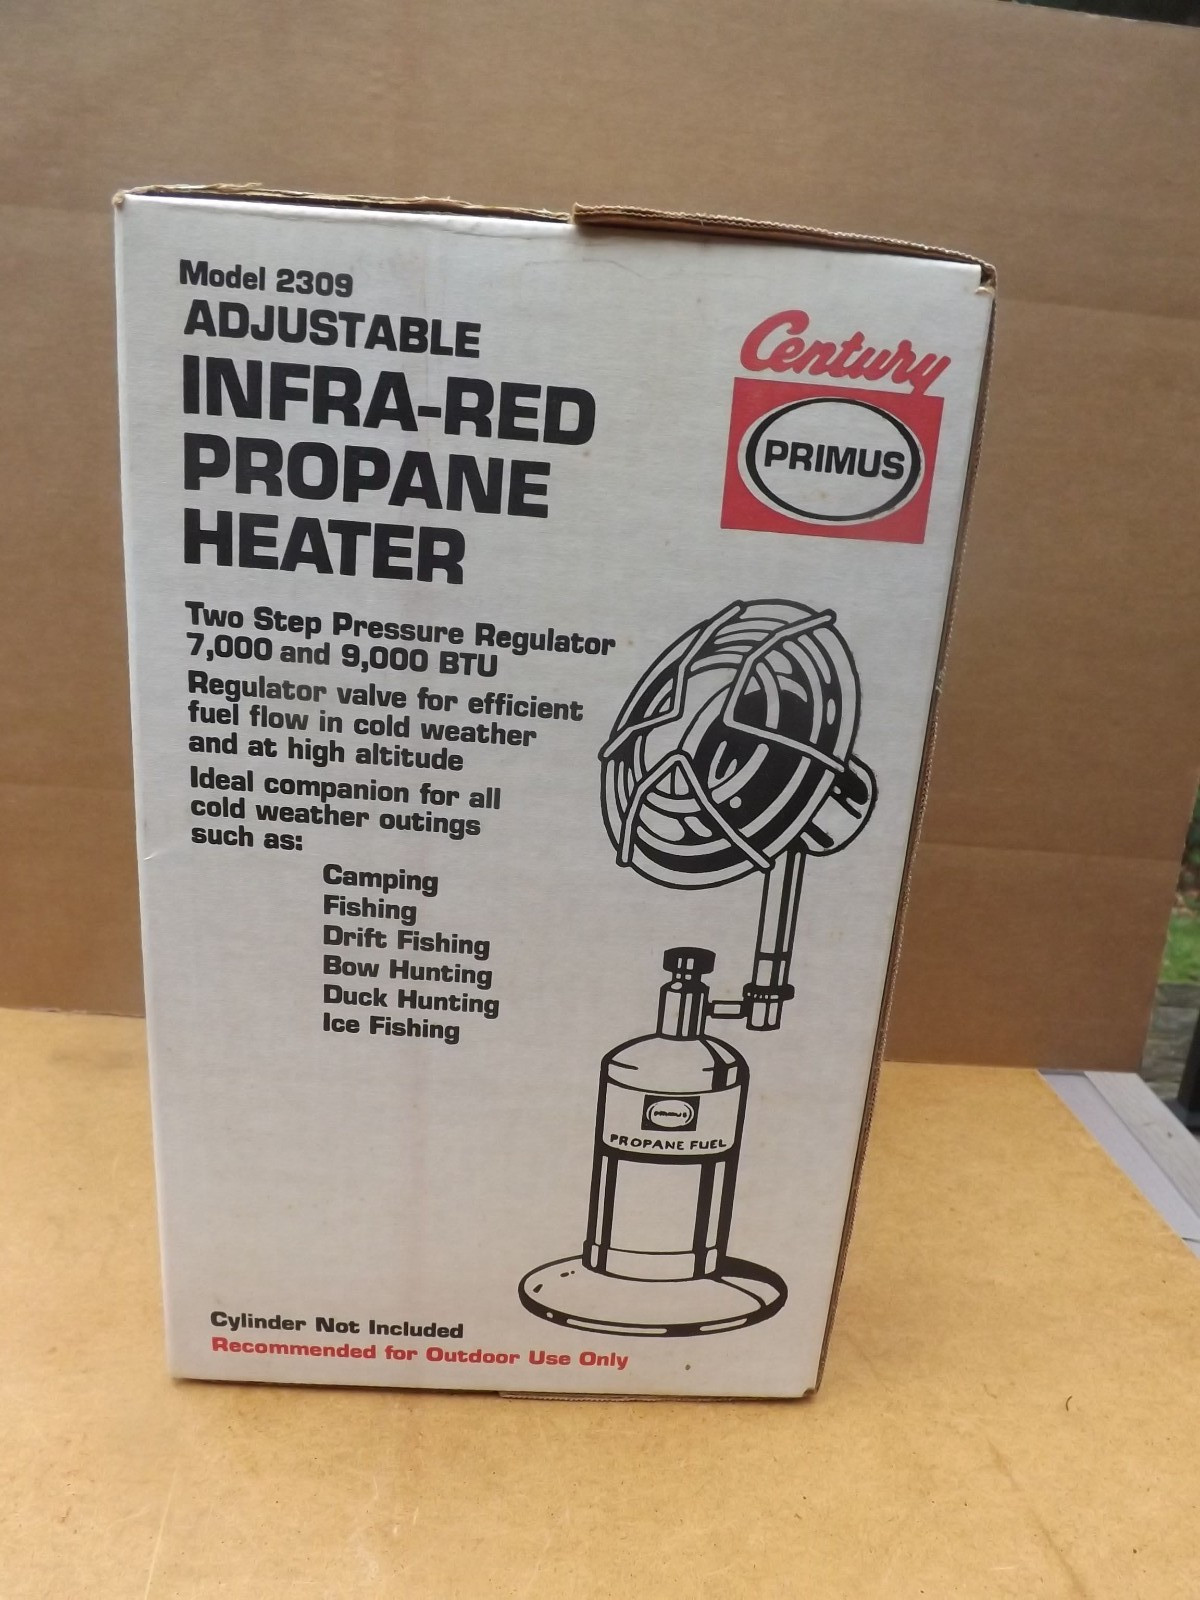 Model 2309
ADJUSTABLE
INFRA-RED
PROPANE
HEATER
Century
PRIMUS
Two Step Pressure Regulator
7,000 and 9,000 BTU
Regulator valve for efficient
fuel flow in cold weather
and at high altitude
Ideal companion for all
cold weather outings
such as:
Camping
Fishing
Drift Fishing
Bow Hunting
Duck Hunting
Ice Fishing
PRIMUS
PROPANE FUEL
Cylinder Not Included
Recommended for Outdoor Use Only